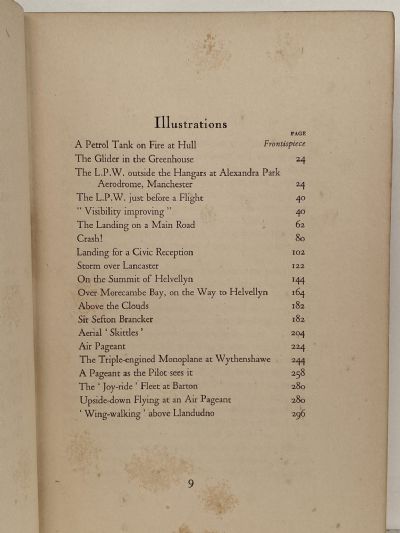 Illustrations
PAGE
A Petrol Tank on Fire at Hull Frontispiece
The Glider in the Greenhouse 24
The L.P.W. outside the Hangars at Alexandra Park
Aerodrome, Manchester 24
The L.P.W. just before a Flight 40
" Visibility improving " 40
The Landing on a Main Road 62
Crash! 80
Landing for a Civic Reception 102
Storm over Lancaster 122
On the Summit of Helvellyn 144
Over Morecambe Bay, on the Way to Helvellyn 164
Above the Clouds 182
Sir Sefton Brancker 182
Aerial ' Skittles ' 204
Air Pageant 224
The Triple-engined Monoplane at Wythenshawe 244
A Pageant as the Pilot sees it 258
The ' Joy-ride ' Fleet at Barton 280
Upside-down Flying at an Air Pageant 280
' Wing-walking ' above Llandudno 296
9